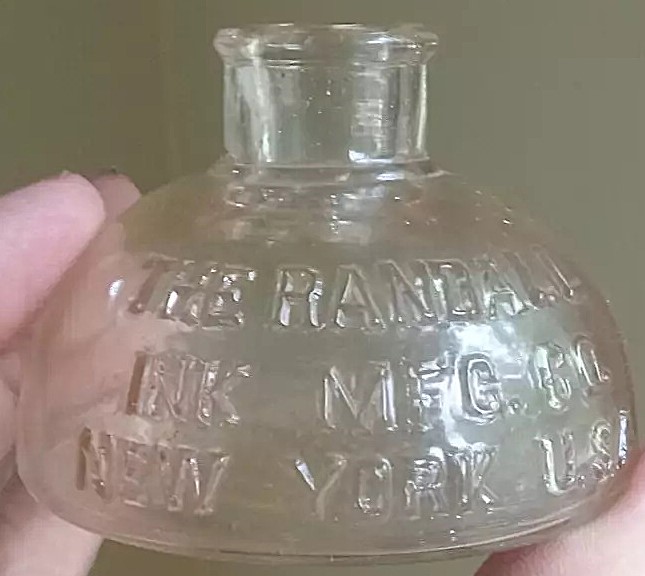 THE RANDALL
INK MFG. CO.
NEW YORK U.S.